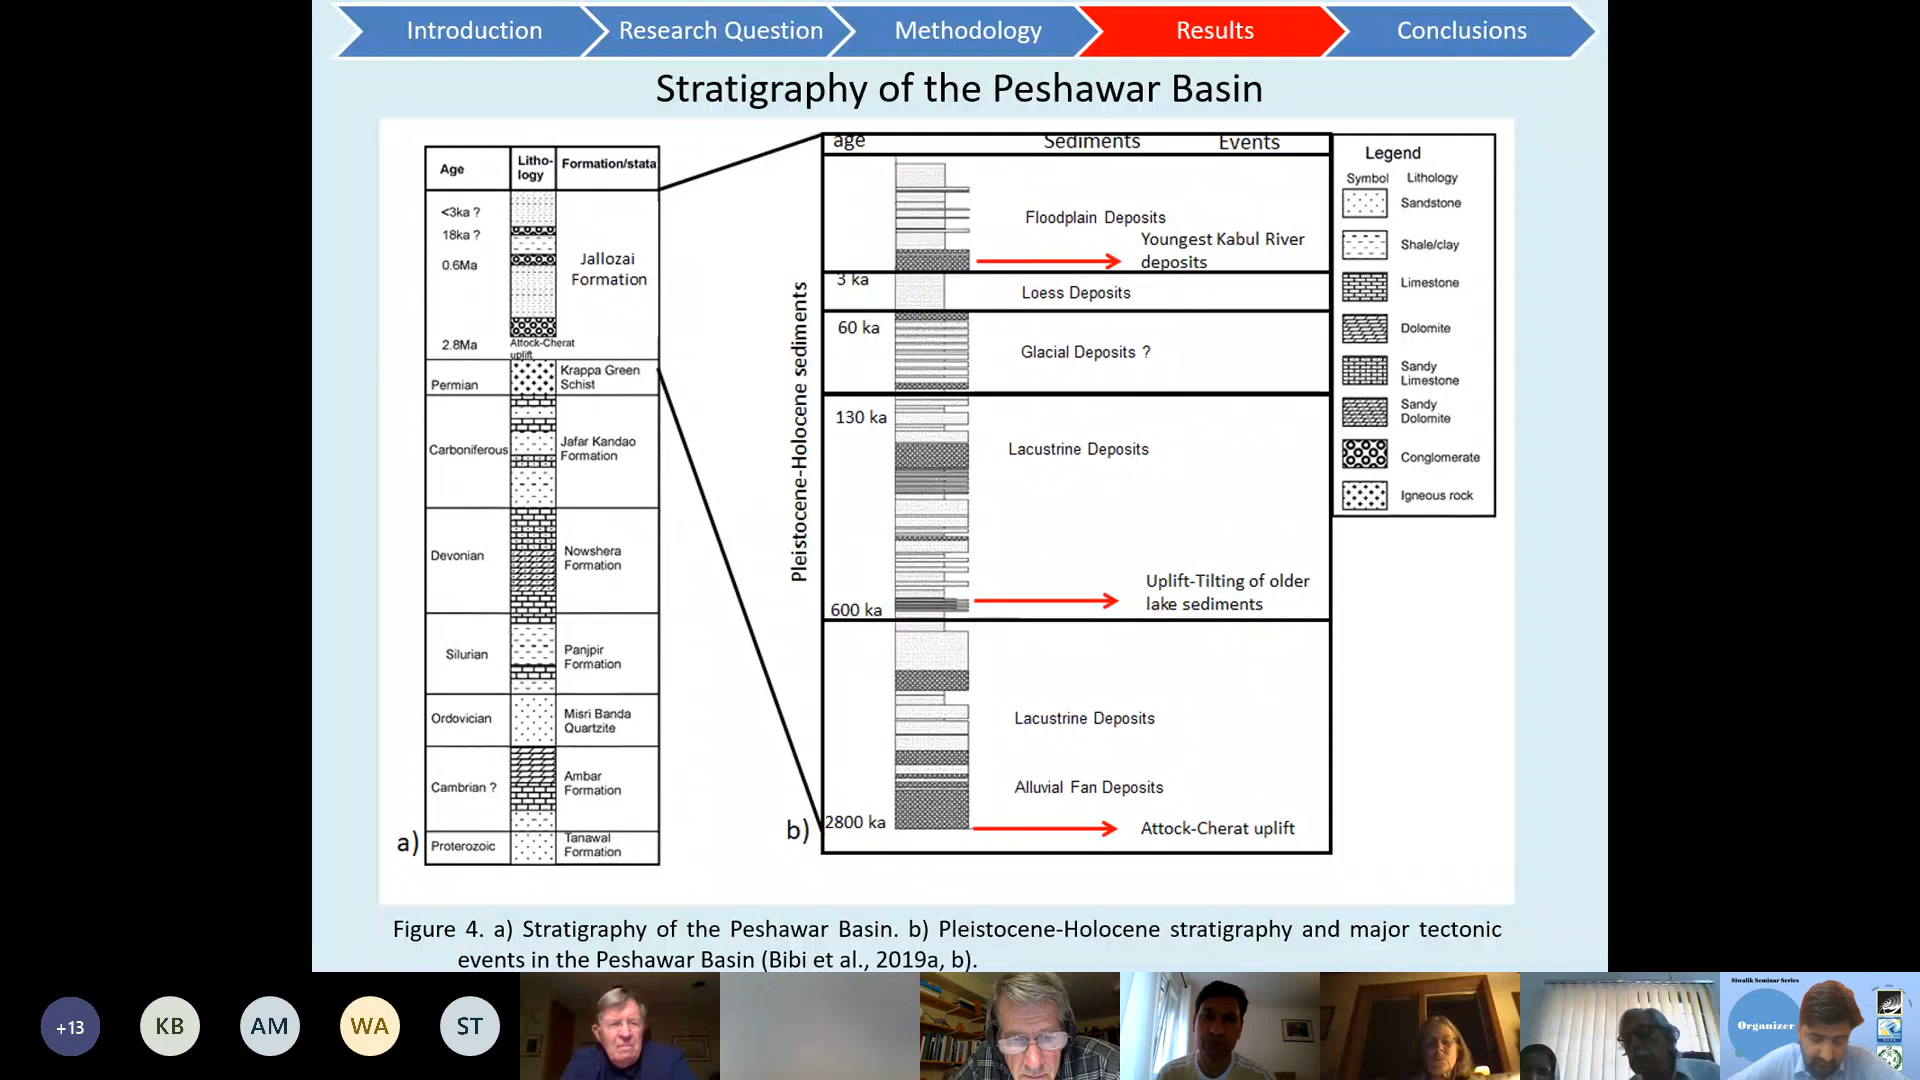 Introduction
Research Question
Methodology
Results
Conclusions
Stratigraphy of the Peshawar Basin
Age
Litho-
logy
Formation/stata
<3ka ?
18ka ?
0.6Ma
Jallozai
Formation
2.8Ma
Attock-Cherat
uplift
Permian
Krappa Green
Schist
Carboniferous
Jafar Kandao
Formation
Devonian
Nowshera
Formation
Silurian
Panjpir
Formation
Ordovician
Misri Banda
Quartzite
Cambrian ?
Ambar
Formation
Proterozoic
Tanawal
Formation
a)
Pleistocene-Holocene sediments
age
Sediments
Events
Floodplain Deposits
Youngest Kabul River
deposits
3 ka
Loess Deposits
60 ka
Glacial Deposits ?
130 ka
Lacustrine Deposits
Uplift-Tilting of older
lake sediments
600 ka
Lacustrine Deposits
Alluvial Fan Deposits
2800 ka
Attock-Cherat uplift
b)
Legend
Symbol Lithology
Sandstone
Shale/clay
Limestone
Dolomite
Sandy
Limestone
Sandy
Dolomite
Conglomerate
Igneous rock
Figure 4. a) Stratigraphy of the Peshawar Basin. b) Pleistocene-Holocene stratigraphy and major tectonic
events in the Peshawar Basin (Bibi et al., 2019a, b).
+13
KB
AM
WA
ST
Siwalik Seminar Series
Organizer